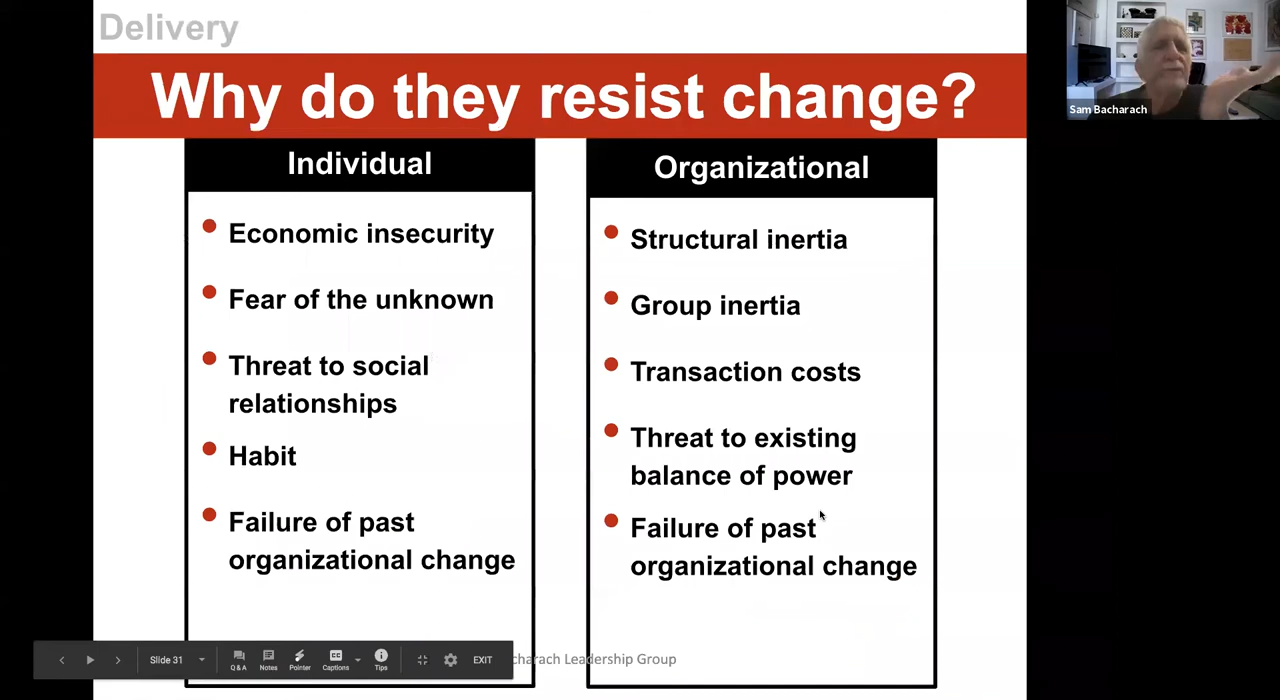 Delivery
Why do they resist change?
Sam Bacharach
Individual
Economic insecurity
Fear of the unknown
Threat to social
relationships
Habit
Failure of past
organizational change
Organizational
Structural inertia
Group inertia
Transaction costs
Threat to existing
balance of power
Failure of past
organizational change
Slide 31
Q & A
Notes
Pointer
CC
Captions
Tips
EXIT
charach Leadership Group